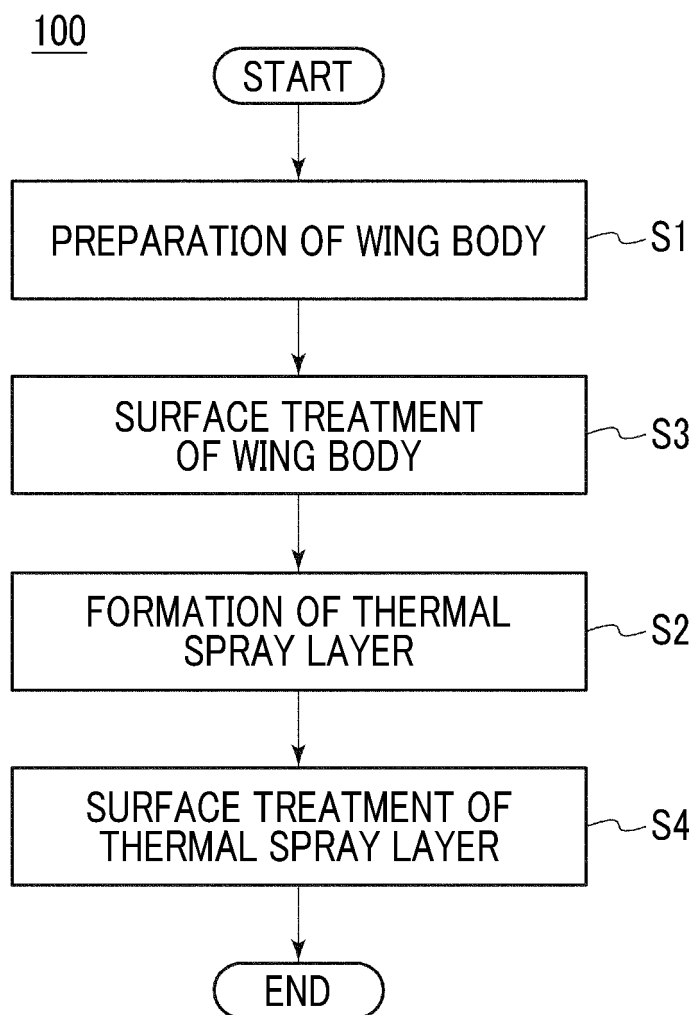 100
START
PREPARATION OF WING BODY
S1
SURFACE TREATMENT
OF WING BODY
S3
FORMATION OF THERMAL
SPRAY LAYER
S2
SURFACE TREATMENT OF
THERMAL SPRAY LAYER
S4
END